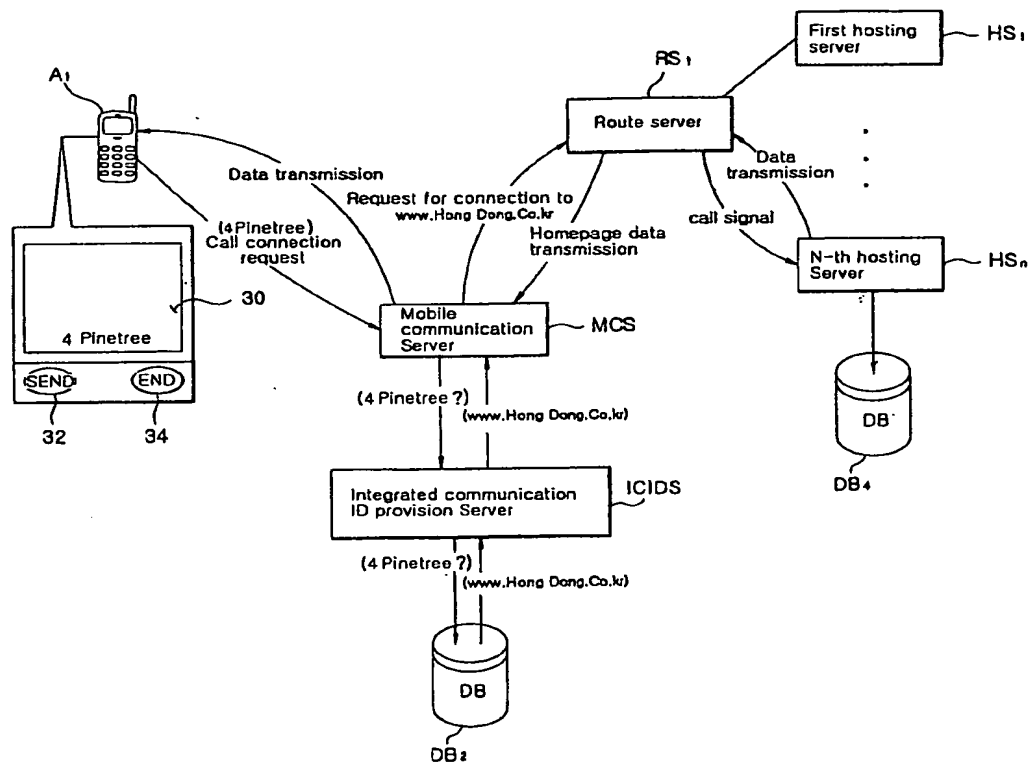 First hosting
server
HS₁
RS₁
Route server
A₁
Data transmission
Request for connection to
www.Hong Dong.Co.kr
Data
transmission
(4Pinetree)
Call connection
request
Homepage data
transmission
call signal
N-th hosting
Server
HSₙ
30
4 Pinetree
Mobile
communication
Server
MCS
SEND
END
32
34
(4 Pinetree?)
(www.Hong Dong.Co.kr)
DB
DB₄
Integrated communication
ID provision Server
ICIDS
(4 Pinetree?)
(www.Hong Dong.Co.kr)
DB
DB₂